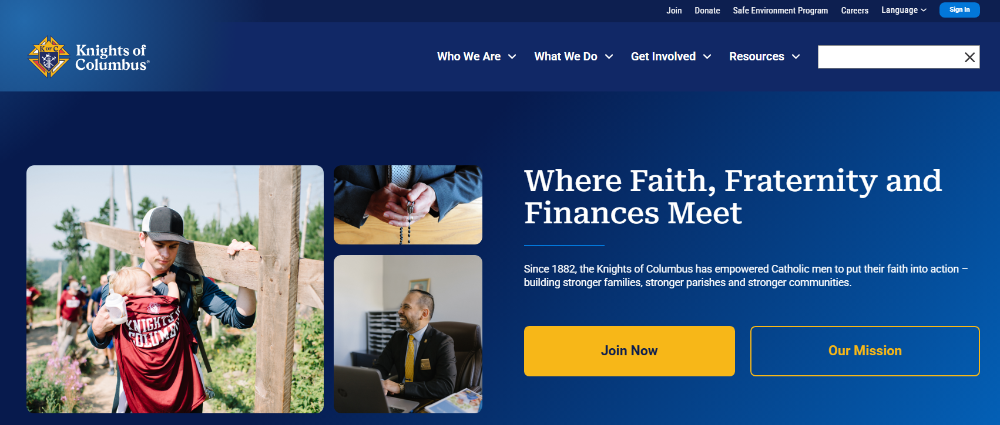 Join Donate Safe Environment Program Careers Language Sign In
K OF C
Knights of
Columbus®
Who We Are What We Do Get Involved Resources
Where Faith, Fraternity and
Finances Meet
Since 1882, the Knights of Columbus has empowered Catholic men to put their faith into action –
building stronger families, stronger parishes and stronger communities.
KNIGHTS
COLUMBU
Join Now Our Mission